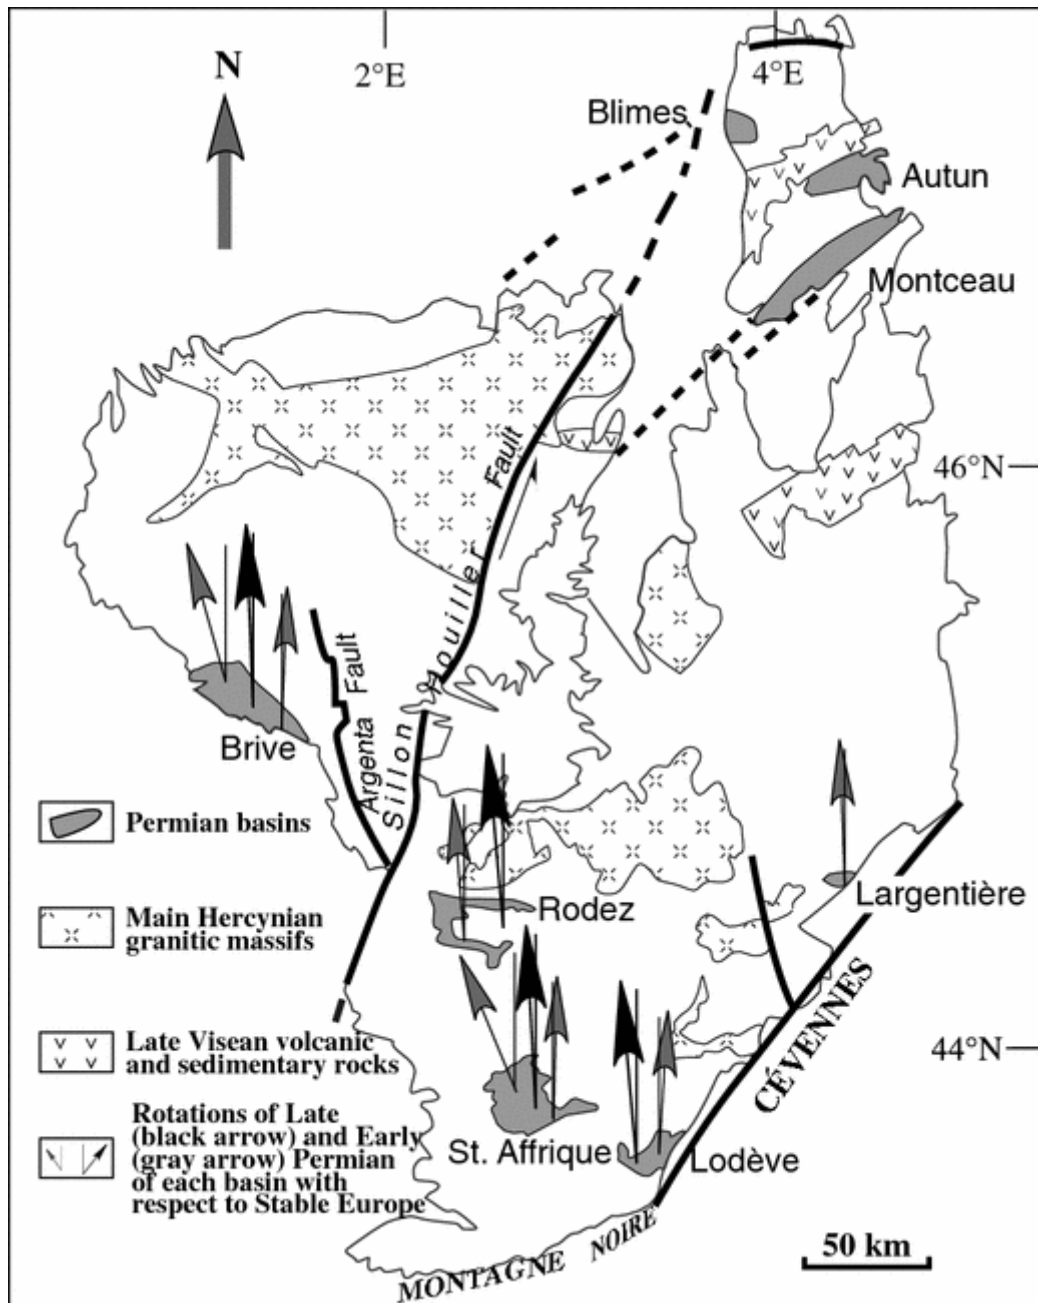 N
2°E
4°E
Blimes
Autun
Montceau
46°N
Sillon Houiller Fault
Argenta Fault
Brive
Rodez
Largentière
CÉVENNES
44°N
St. Affrique
Lodève
MONTAGNE NOIRE
Permian basins
Main Hercynian
granitic massifs
Late Visean volcanic
and sedimentary rocks
Rotations of Late
(black arrow) and Early
(gray arrow) Permian
of each basin with
respect to Stable Europe
50 km